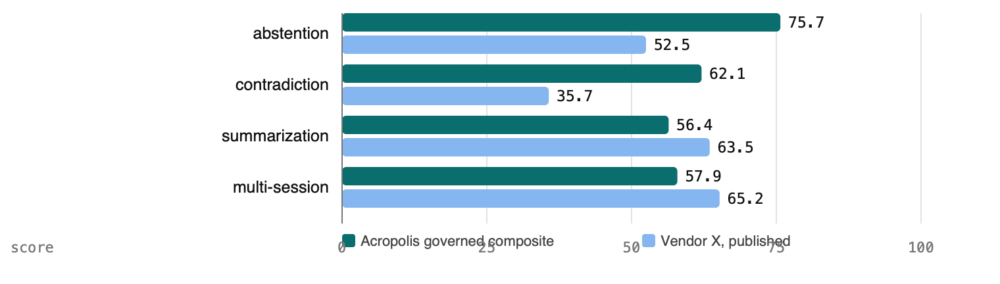 abstention
75.7
52.5
contradiction
62.1
35.7
summarization
56.4
63.5
multi-session
57.9
65.2
Acropolis governed composite
Vendor X, published
score 0 25 50 75 100